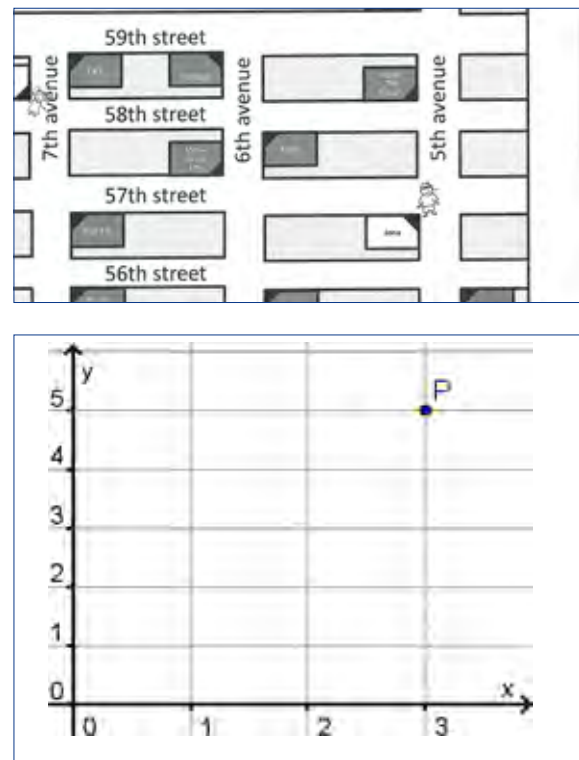 59th street
7th avenue
6th avenue
5th avenue
58th street
57th street
56th street
y
P
5
4
3
2
1
0
x
0
1
2
3